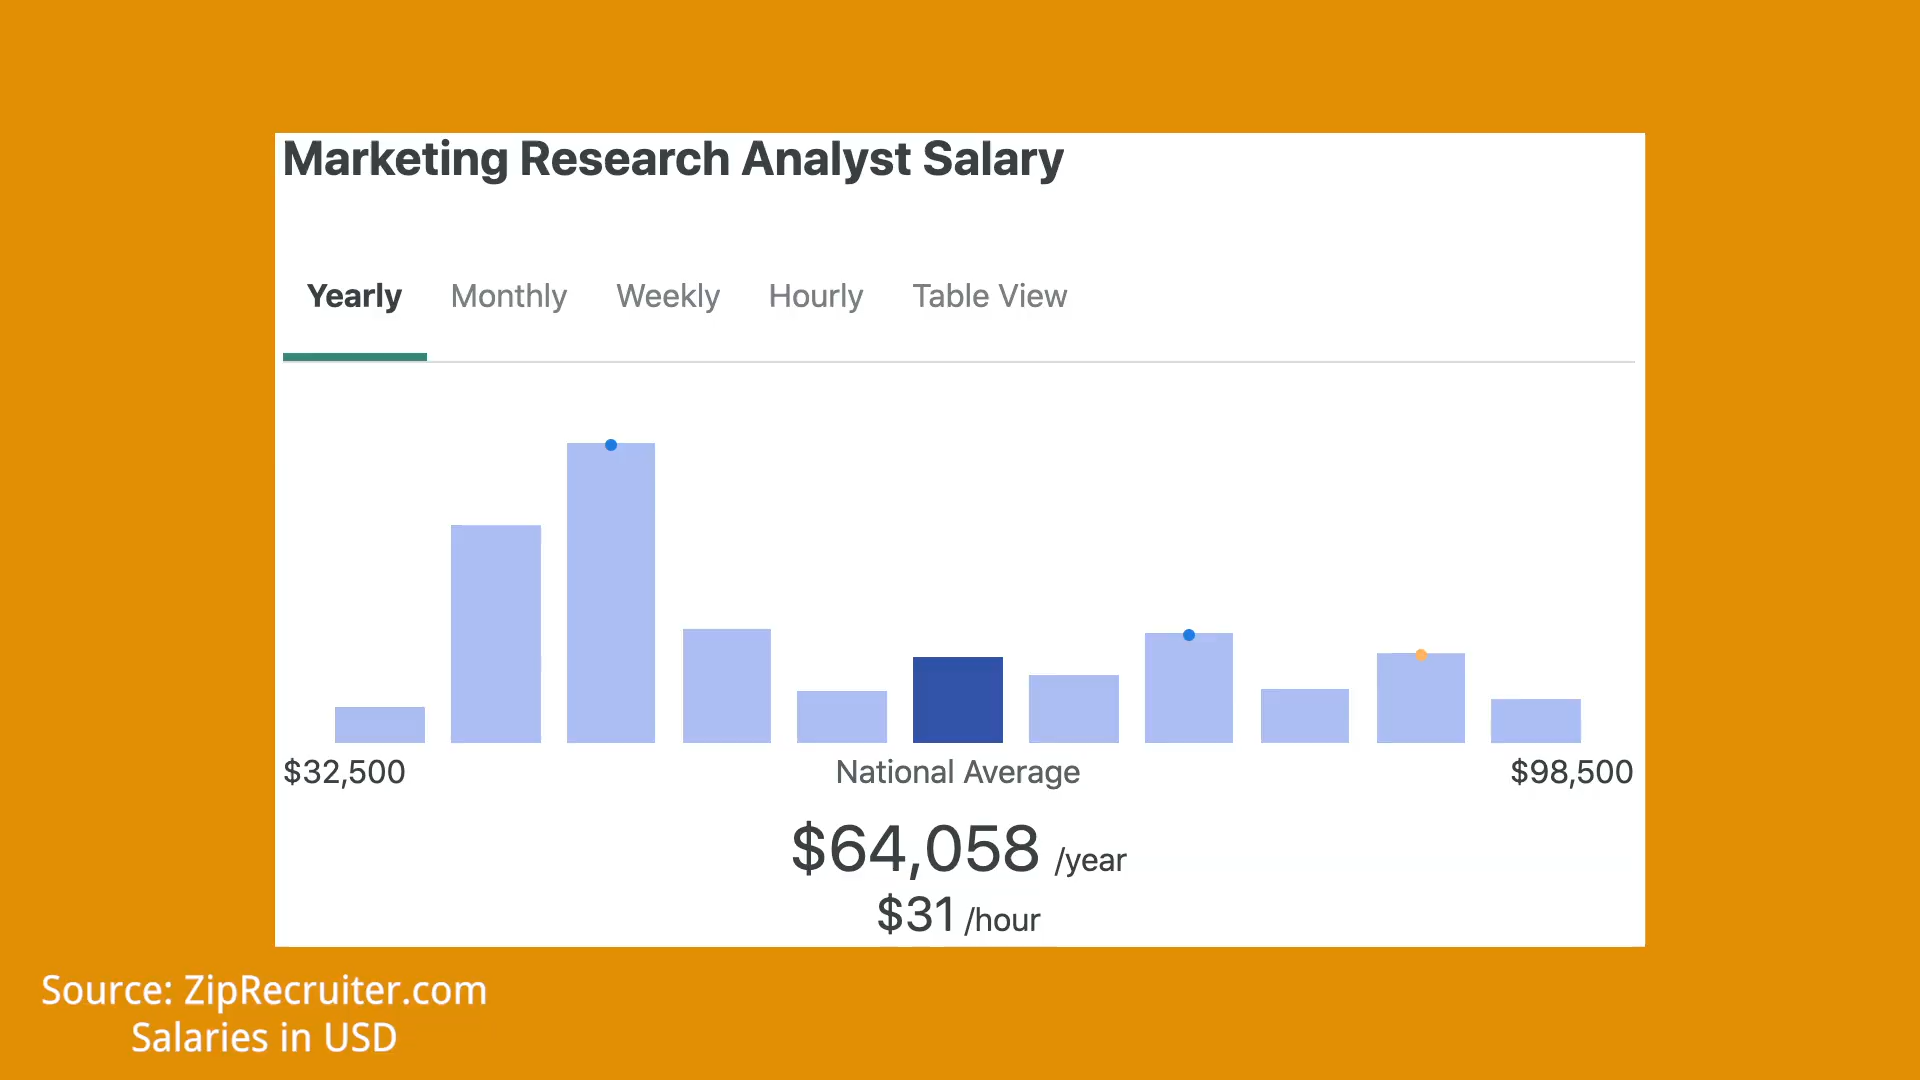 Marketing Research Analyst Salary
Yearly Monthly Weekly Hourly Table View
$32,500 National Average $98,500
$64,058 /year
$31 /hour
Source: ZipRecruiter.com
Salaries in USD